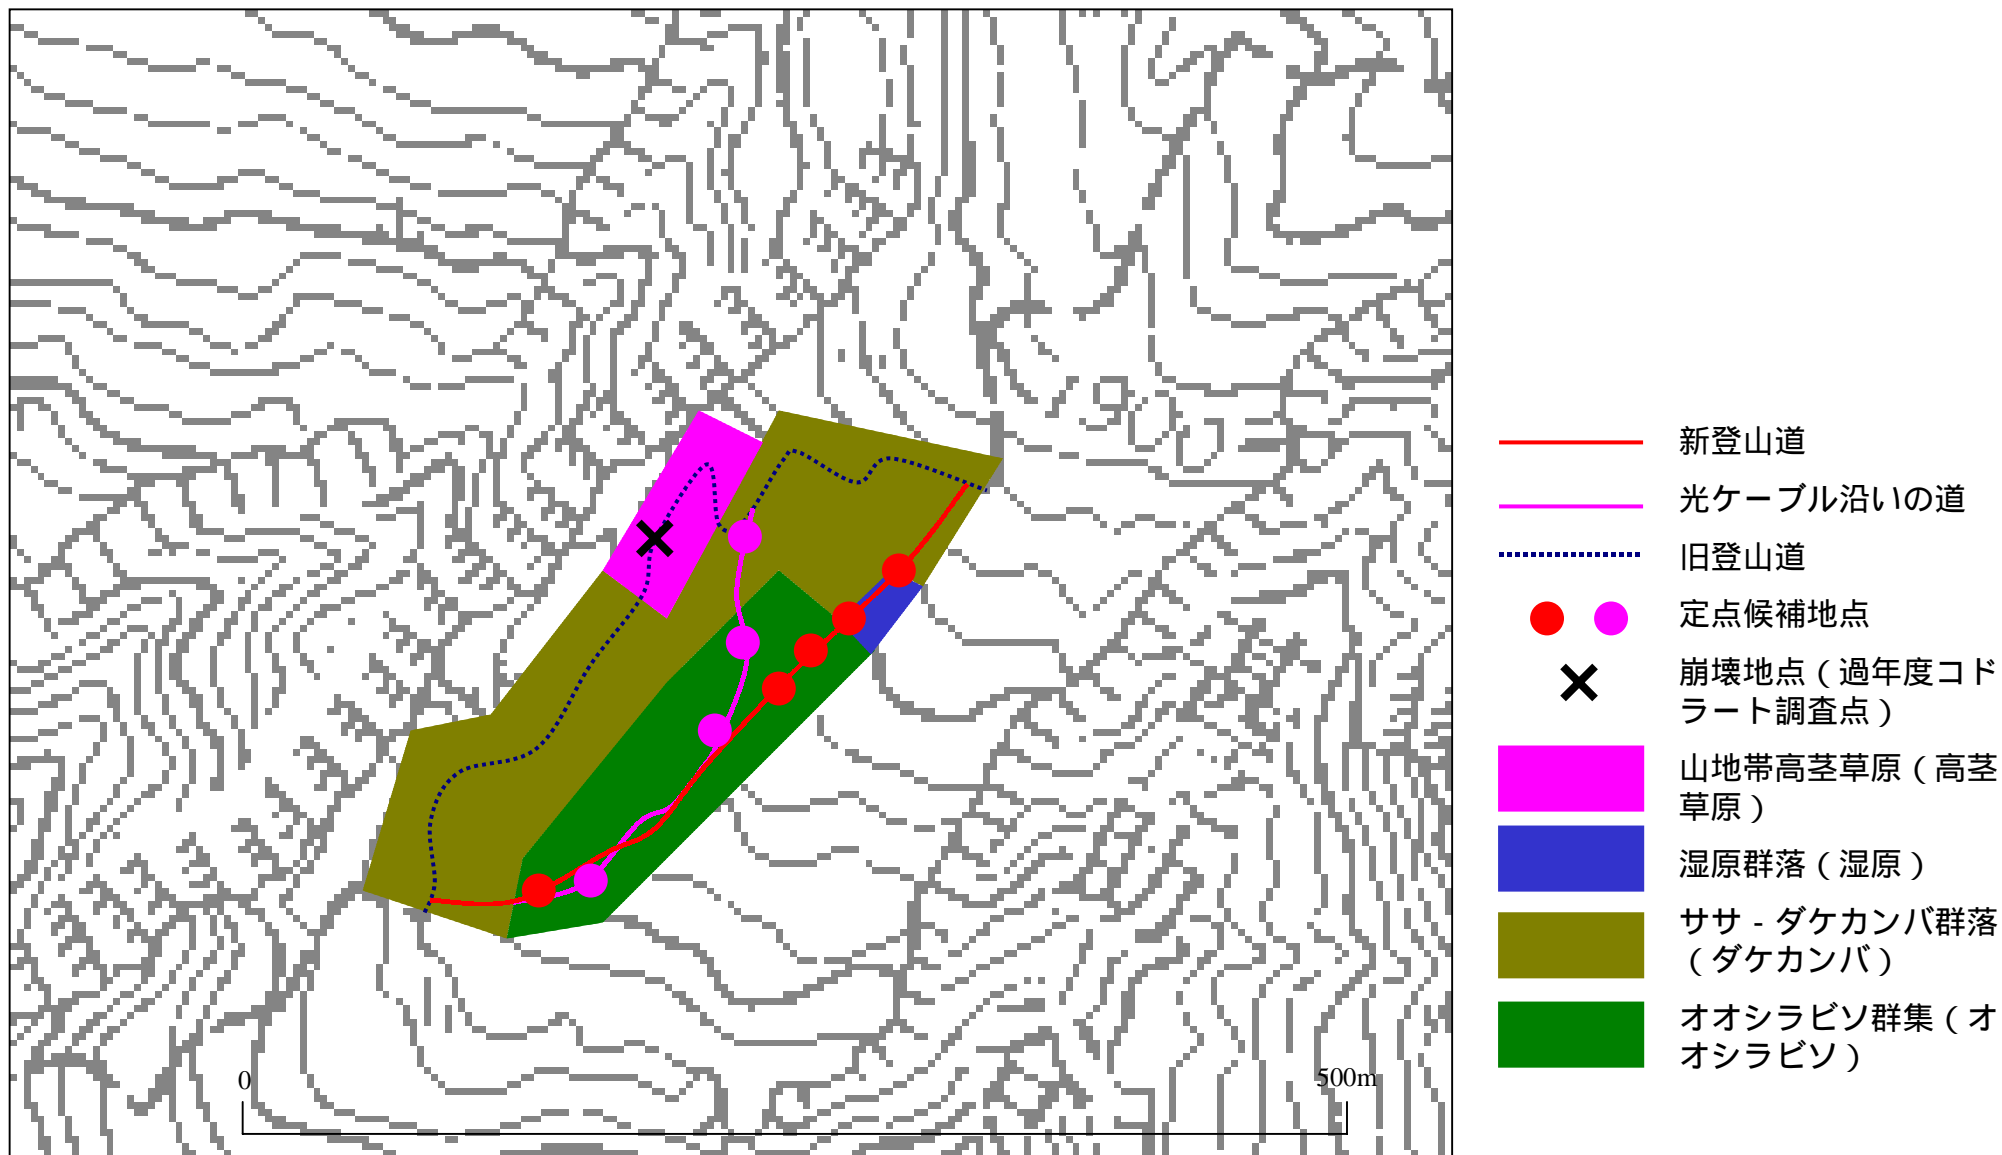 新登山道
光ケーブル沿いの道
旧登山道
定点候補地点
崩壊地点（過年度コド
ラート調査点）
山地帯高茎草原（高茎
草原）
湿原群落（湿原）
ササ - ダケカンバ群落
（ダケカンバ）
オオシラビソ群集（オ
オシラビソ）
0
500m